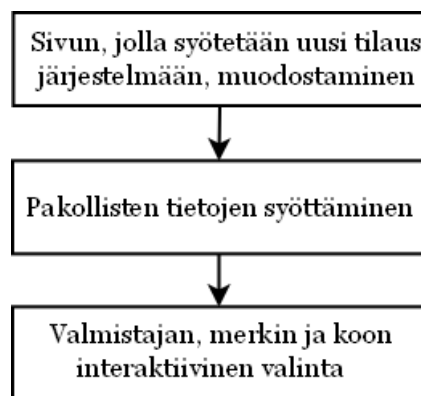 Sivun, jolla syötetään uusi tilaus
järjestelmään, muodostaminen
Pakollisten tietojen syöttäminen
Valmistajan, merkin ja koon
interaktiivinen valinta